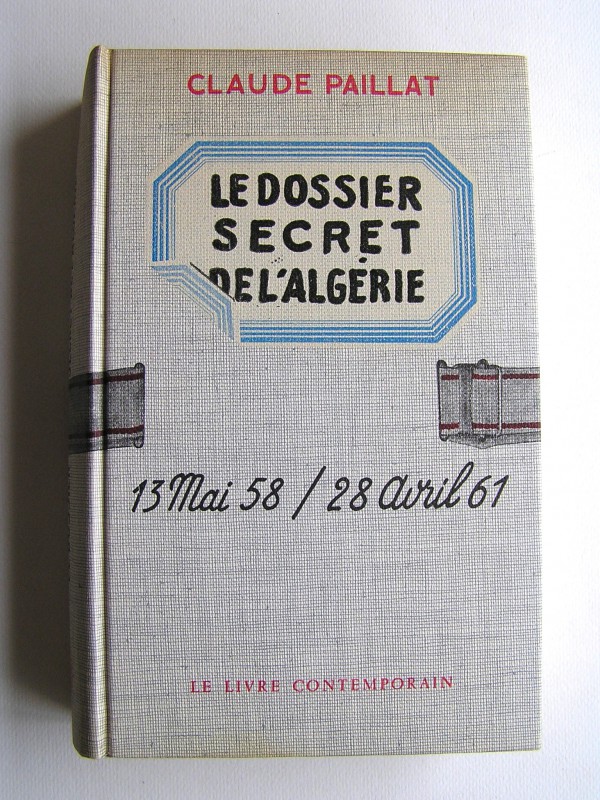 CLAUDE PAILLAT
LE DOSSIER
SECRET
DE L'ALGÉRIE
13 Mai 58 / 28 Avril 61
LE LIVRE CONTEMPORAIN